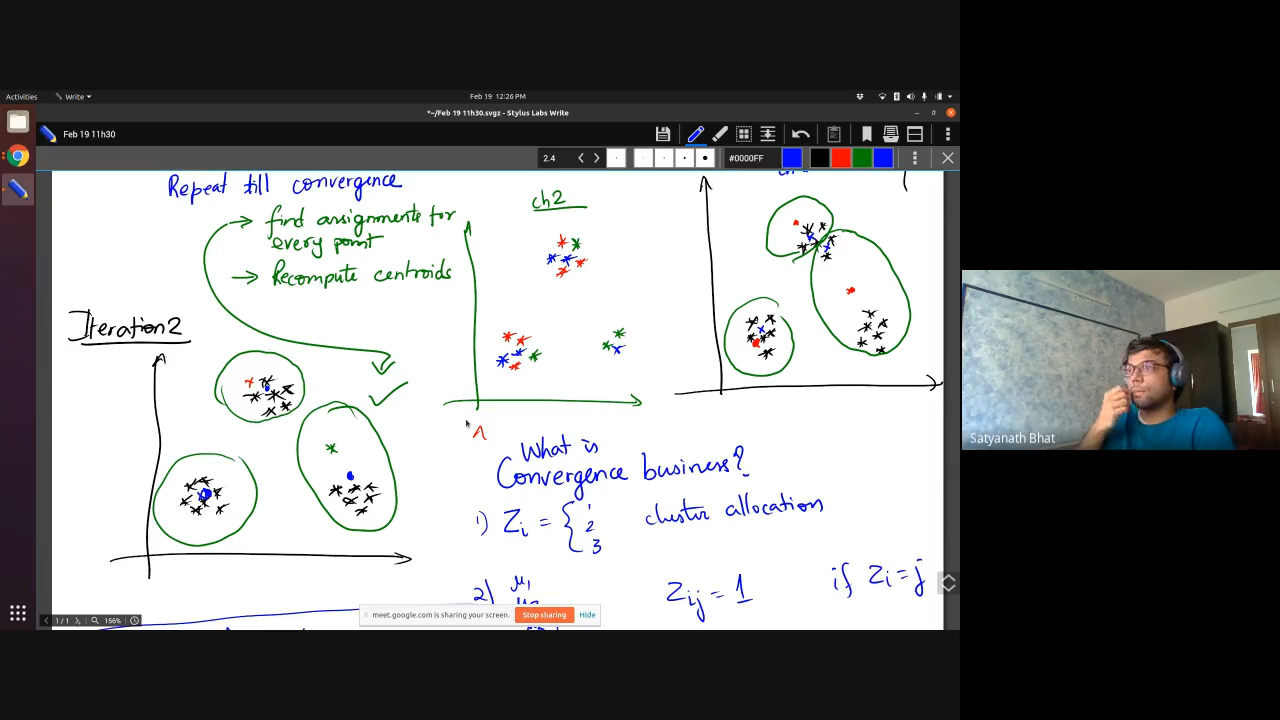 Activities
Write
Feb 19 12:26 PM
*~/Feb 19 11h30.svgz - Stylus Labs Write
Feb 19 11h30
2.4
#0000FF
Repeat till convergence
→ find assignments for
every point
→ Recompute centroids
ch2
Iteration 2
What is
Convergence business?
1) Zi = { 1
2
3
cluster allocations
2) μ1
Zij = 1
if Zi = j
meet.google.com is sharing your screen.
Stop sharing
Hide
1 / 1
156%
Satyanath Bhat